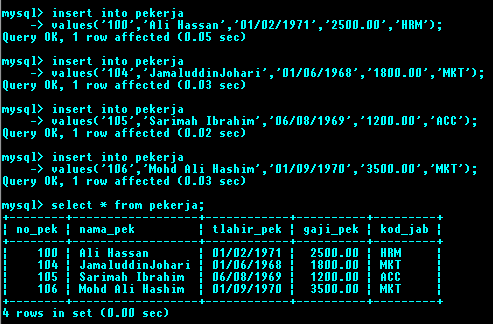 mysql> insert into pekerja
    -> values('100','Ali Hassan','01/02/1971','2500.00','HRM');
Query OK, 1 row affected (0.05 sec)
mysql> insert into pekerja
    -> values('104','JamaluddinJohari','01/06/1968','1800.00','MKT');
Query OK, 1 row affected (0.03 sec)
mysql> insert into pekerja
    -> values('105','Sarimah Ibrahim','06/08/1969','1200.00','ACC');
Query OK, 1 row affected (0.02 sec)
mysql> insert into pekerja
    -> values('106','Mohd Ali Hashim','01/09/1970','3500.00','MKT');
Query OK, 1 row affected (0.03 sec)
mysql> select * from pekerja;
+--------+------------------+------------+----------+---------+
| no_pek | nama_pek         | tlahir_pek | gaji_pek | kod_jab |
+--------+------------------+------------+----------+---------+
|    100 | Ali Hassan       | 01/02/1971 |  2500.00 | HRM     |
|    104 | JamaluddinJohari | 01/06/1968 |  1800.00 | MKT     |
|    105 | Sarimah Ibrahim  | 06/08/1969 |  1200.00 | ACC     |
|    106 | Mohd Ali Hashim  | 01/09/1970 |  3500.00 | MKT     |
+--------+------------------+------------+----------+---------+
4 rows in set (0.00 sec)